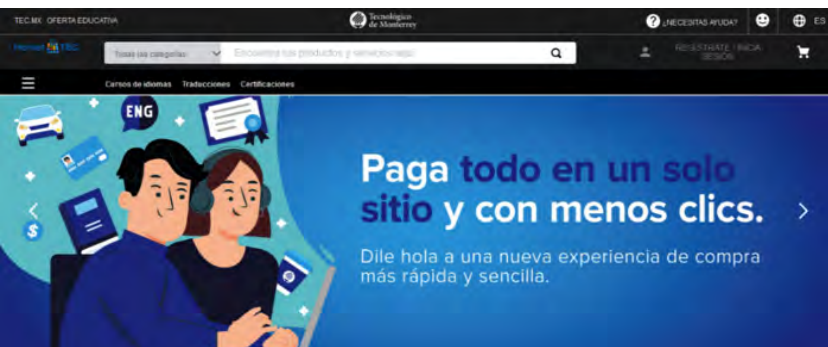 TEC.MX OFERTA EDUCATIVA
Tecnológico
de Monterrey
¿NECESITAS AYUDA?
ES
TEC
Todas las categorías
Encuentra tus productos y servicios aquí
REGÍSTRATE / INICIA
SESIÓN
Cursos de idiomas Traducciones Certificaciones
ENG
$
Paga todo en un solo
sitio y con menos clics.
Dile hola a una nueva experiencia de compra
más rápida y sencilla.